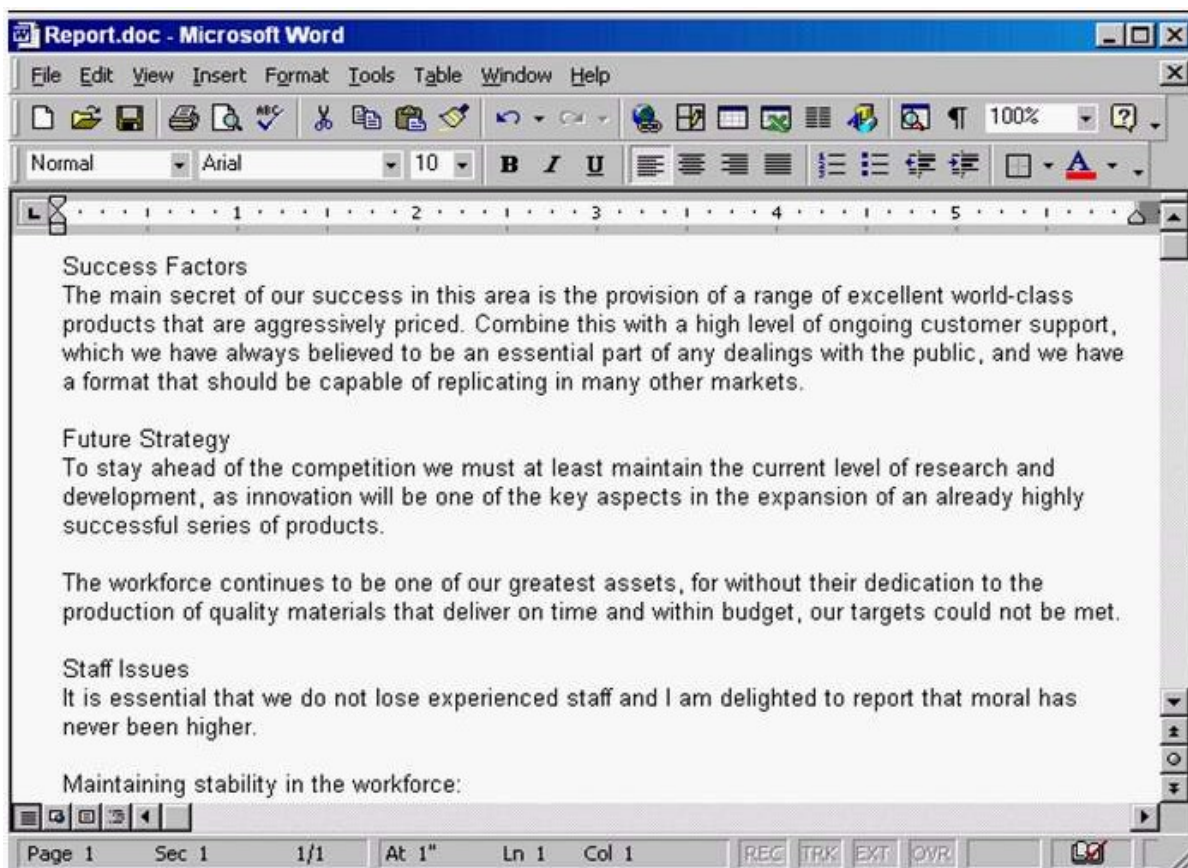 Report.doc - Microsoft Word
File Edit View Insert Format Tools Table Window Help
ABC 100%
Normal Arial 10 B I U A
1 2 3 4 5
Success Factors
The main secret of our success in this area is the provision of a range of excellent world-class
products that are aggressively priced. Combine this with a high level of ongoing customer support,
which we have always believed to be an essential part of any dealings with the public, and we have
a format that should be capable of replicating in many other markets.
Future Strategy
To stay ahead of the competition we must at least maintain the current level of research and
development, as innovation will be one of the key aspects in the expansion of an already highly
successful series of products.
The workforce continues to be one of our greatest assets, for without their dedication to the
production of quality materials that deliver on time and within budget, our targets could not be met.
Staff Issues
It is essential that we do not lose experienced staff and I am delighted to report that moral has
never been higher.
Maintaining stability in the workforce:
Page 1 Sec 1 1/1 At 1" Ln 1 Col 1 REC TRK EXT OVR